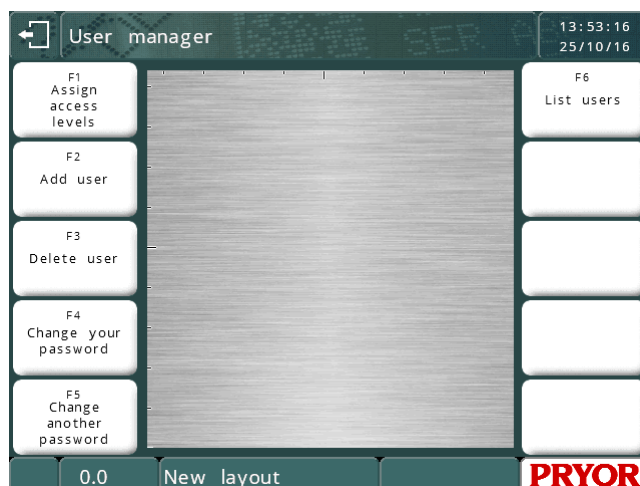 User manager
13:53:16
25/10/16
F1
Assign
access
levels
F2
Add user
F3
Delete user
F4
Change your
password
F5
Change
another
password
F6
List users
0.0
New layout
PRYOR